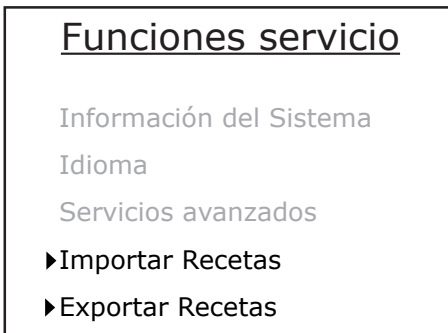 Funciones servicio
Información del Sistema
Idioma
Servicios avanzados
Importar Recetas
Exportar Recetas